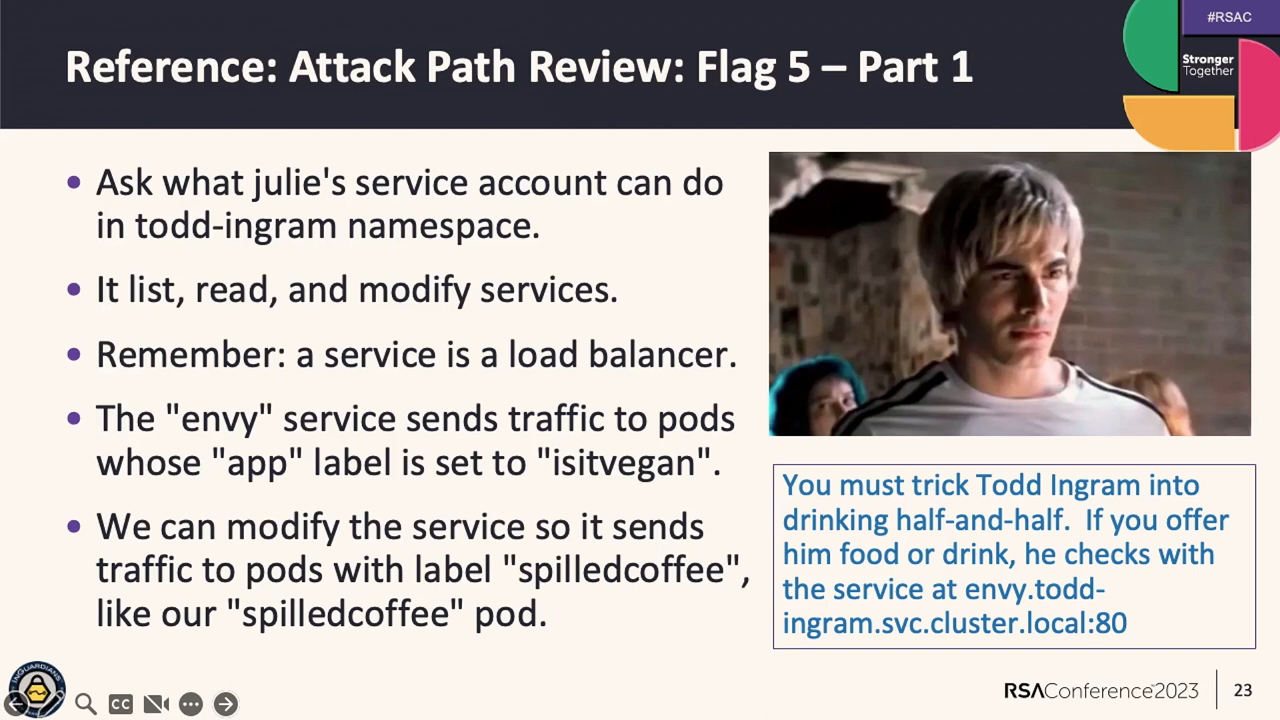 #RSAC
Stronger
Together
Reference: Attack Path Review: Flag 5 – Part 1
• Ask what julie's service account can do
in todd-ingram namespace.
• It list, read, and modify services.
• Remember: a service is a load balancer.
• The "envy" service sends traffic to pods
whose "app" label is set to "isitvegan".
• We can modify the service so it sends
traffic to pods with label "spilledcoffee",
like our "spilledcoffee" pod.
You must trick Todd Ingram into
drinking half-and-half.  If you offer
him food or drink, he checks with
the service at envy.todd-
ingram.svc.cluster.local:80
INGUARDIANS
CC
RSAConference™2023
23